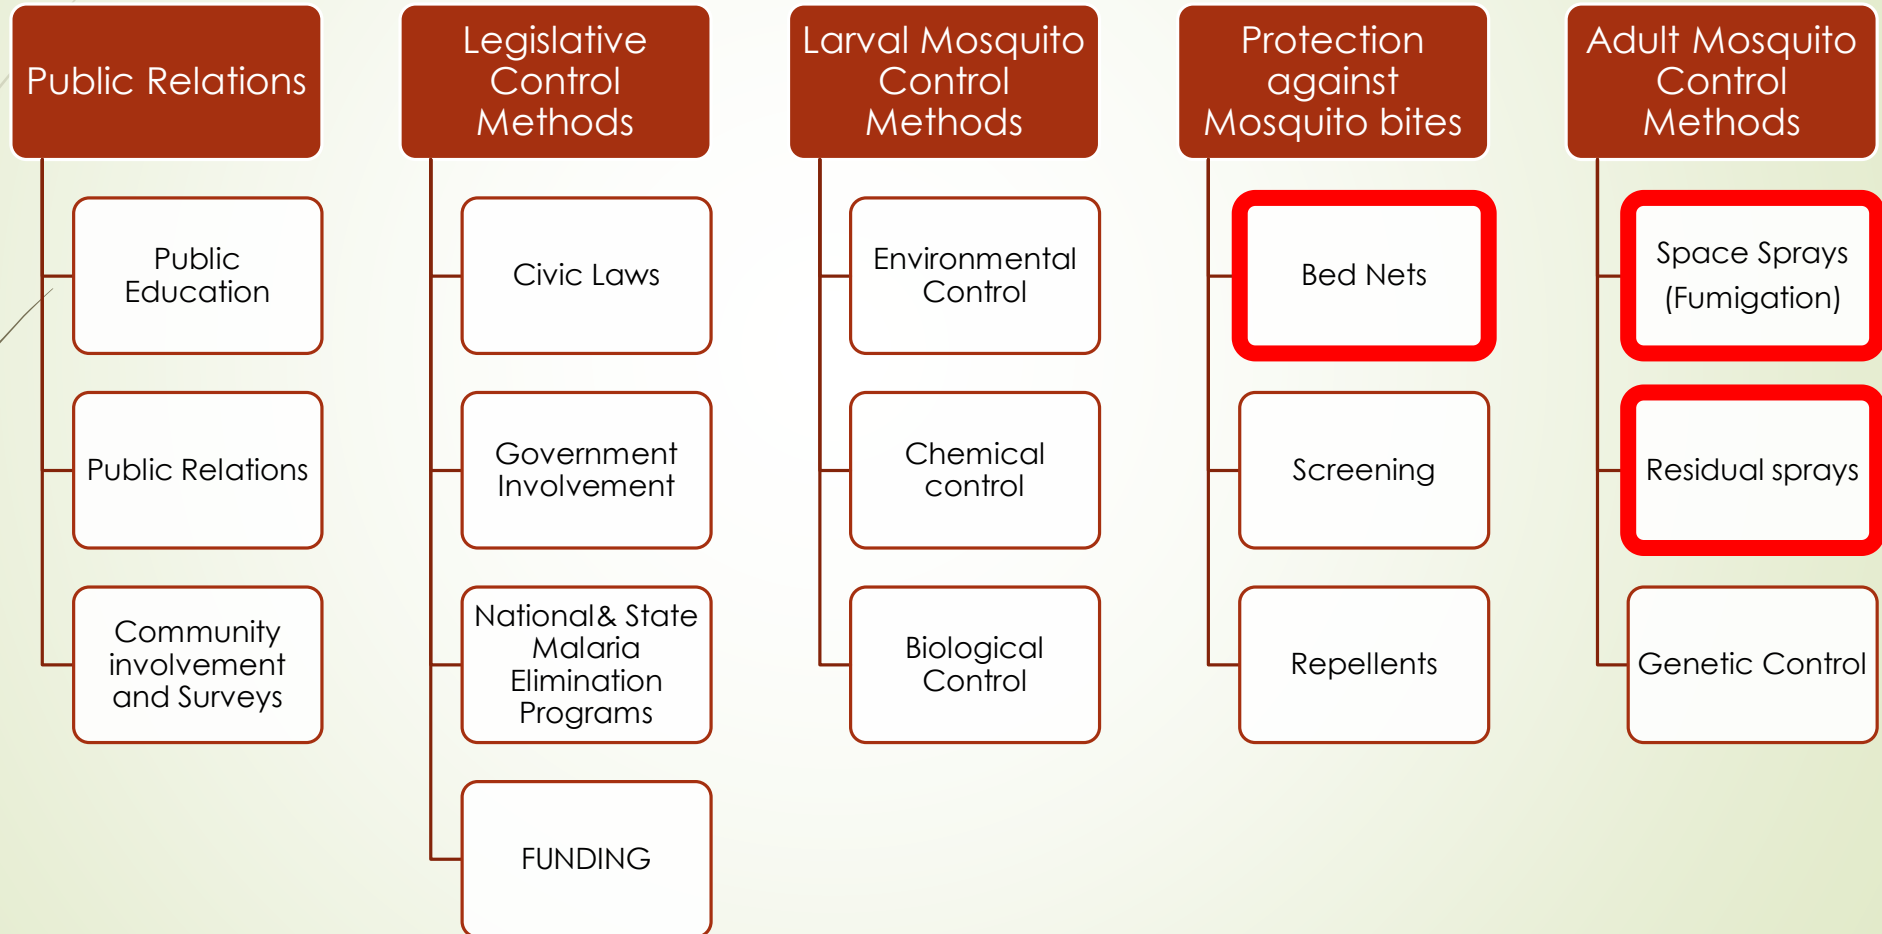 Public Relations
Public
Education
Public Relations
Community
involvement
and Surveys
Legislative
Control
Methods
Civic Laws
Government
Involvement
National& State
Malaria
Elimination
Programs
FUNDING
Larval Mosquito
Control
Methods
Environmental
Control
Chemical
control
Biological
Control
Protection
against
Mosquito bites
Bed Nets
Screening
Repellents
Adult Mosquito
Control
Methods
Space Sprays
(Fumigation)
Residual sprays
Genetic Control